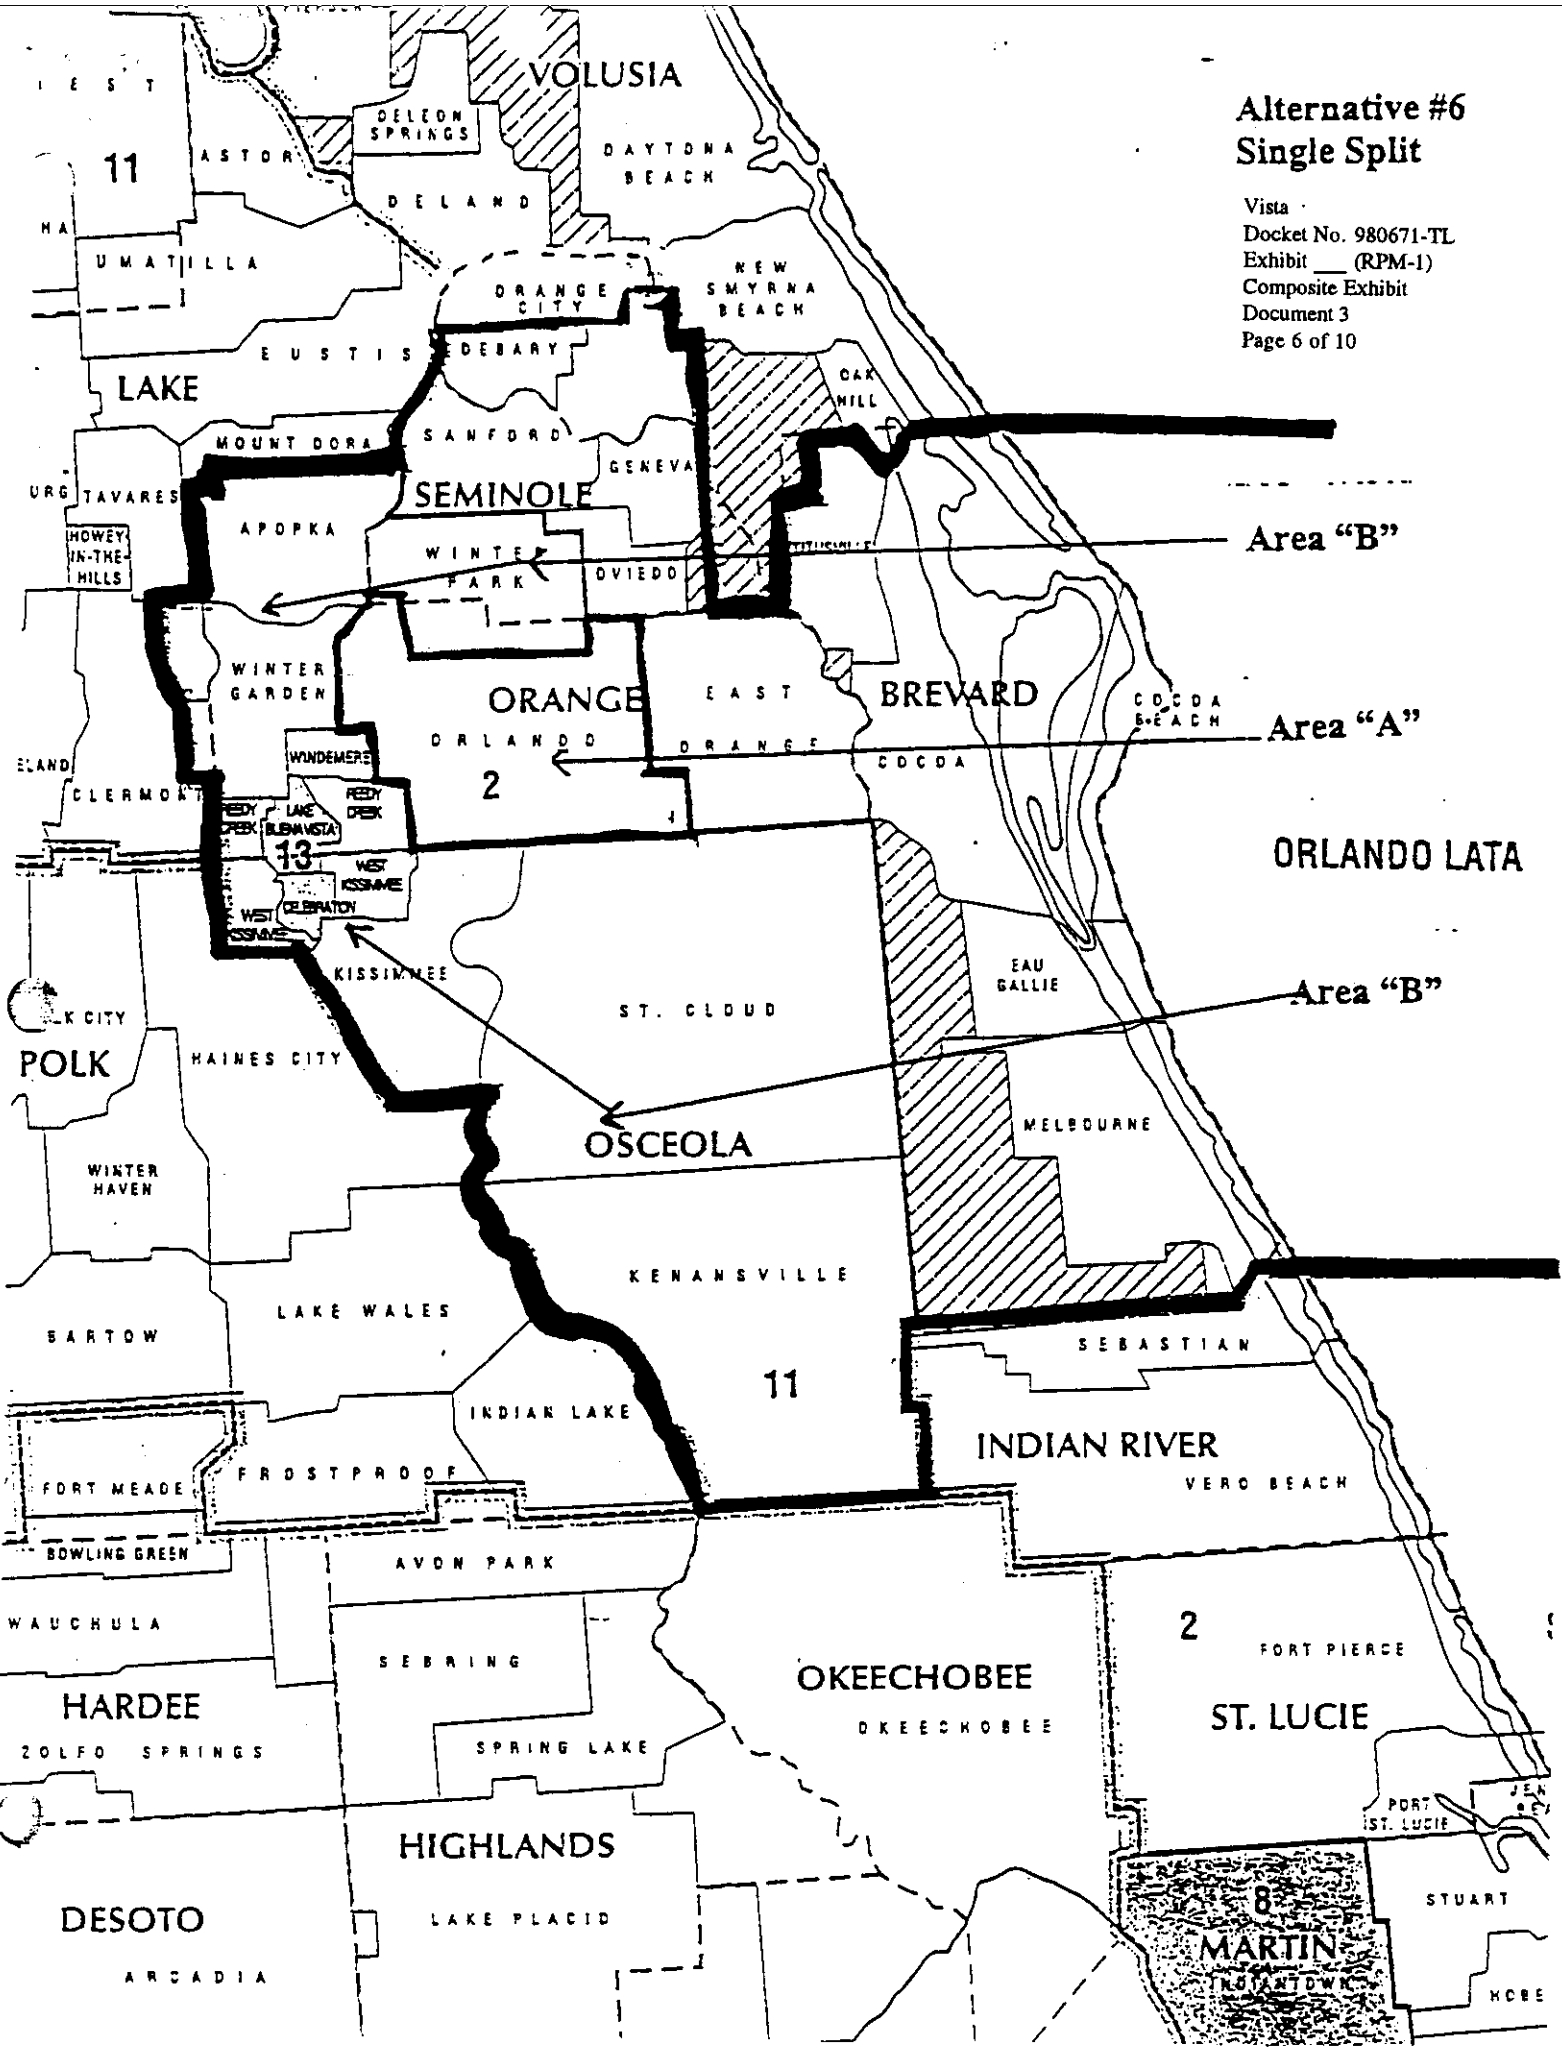 VOLUSIA
Alternative #6
Single Split
DELEON
SPRINGS
ASTOR
11
DAYTONA
BEACH
DELAND
Vista
Docket No. 980671-TL
Exhibit ___ (RPM-1)
Composite Exhibit
Document 3
Page 6 of 10
UMATILLA
ORANGE
CITY
NEW
SMYRNA
BEACH
EUSTIS
DEBARY
LAKE
OAK
HILL
MOUNT DORA
SANFORD
GENEVA
TAVARES
SEMINOLE
APOPKA
HOWEY-
IN-THE-
HILLS
WINTER
PARK
OVIEDO
Area “B”
WINTER
GARDEN
ORANGE
EAST
ORANGE
BREVARD
COCOA
BEACH
Area “A”
ORLANDO
2
COCOA
WINDEMERE
CLERMONT
REEDY
CREEK
LAKE
BUENA VISTA
REEDY
CREEK
13
ORLANDO LATA
WEST
KISSIMMEE
CELEBRATION
WEST
KISSIMMEE
KISSIMMEE
EAU
GALLIE
Area “B”
ST. CLOUD
POLK
HAINES CITY
MELBOURNE
OSCEOLA
WINTER
HAVEN
KENANSVILLE
LAKE WALES
BARTOW
SEBASTIAN
11
INDIAN LAKE
INDIAN RIVER
VERO BEACH
FORT MEADE
FROSTPROOF
BOWLING GREEN
AVON PARK
WAUCHULA
2
FORT PIERCE
SEBRING
OKEECHOBEE
OKEECHOBEE
HARDEE
ST. LUCIE
ZOLFO SPRINGS
SPRING LAKE
PORT
ST. LUCIE
HIGHLANDS
8
MARTIN
INDIANTOWN
STUART
DESOTO
LAKE PLACID
ARCADIA